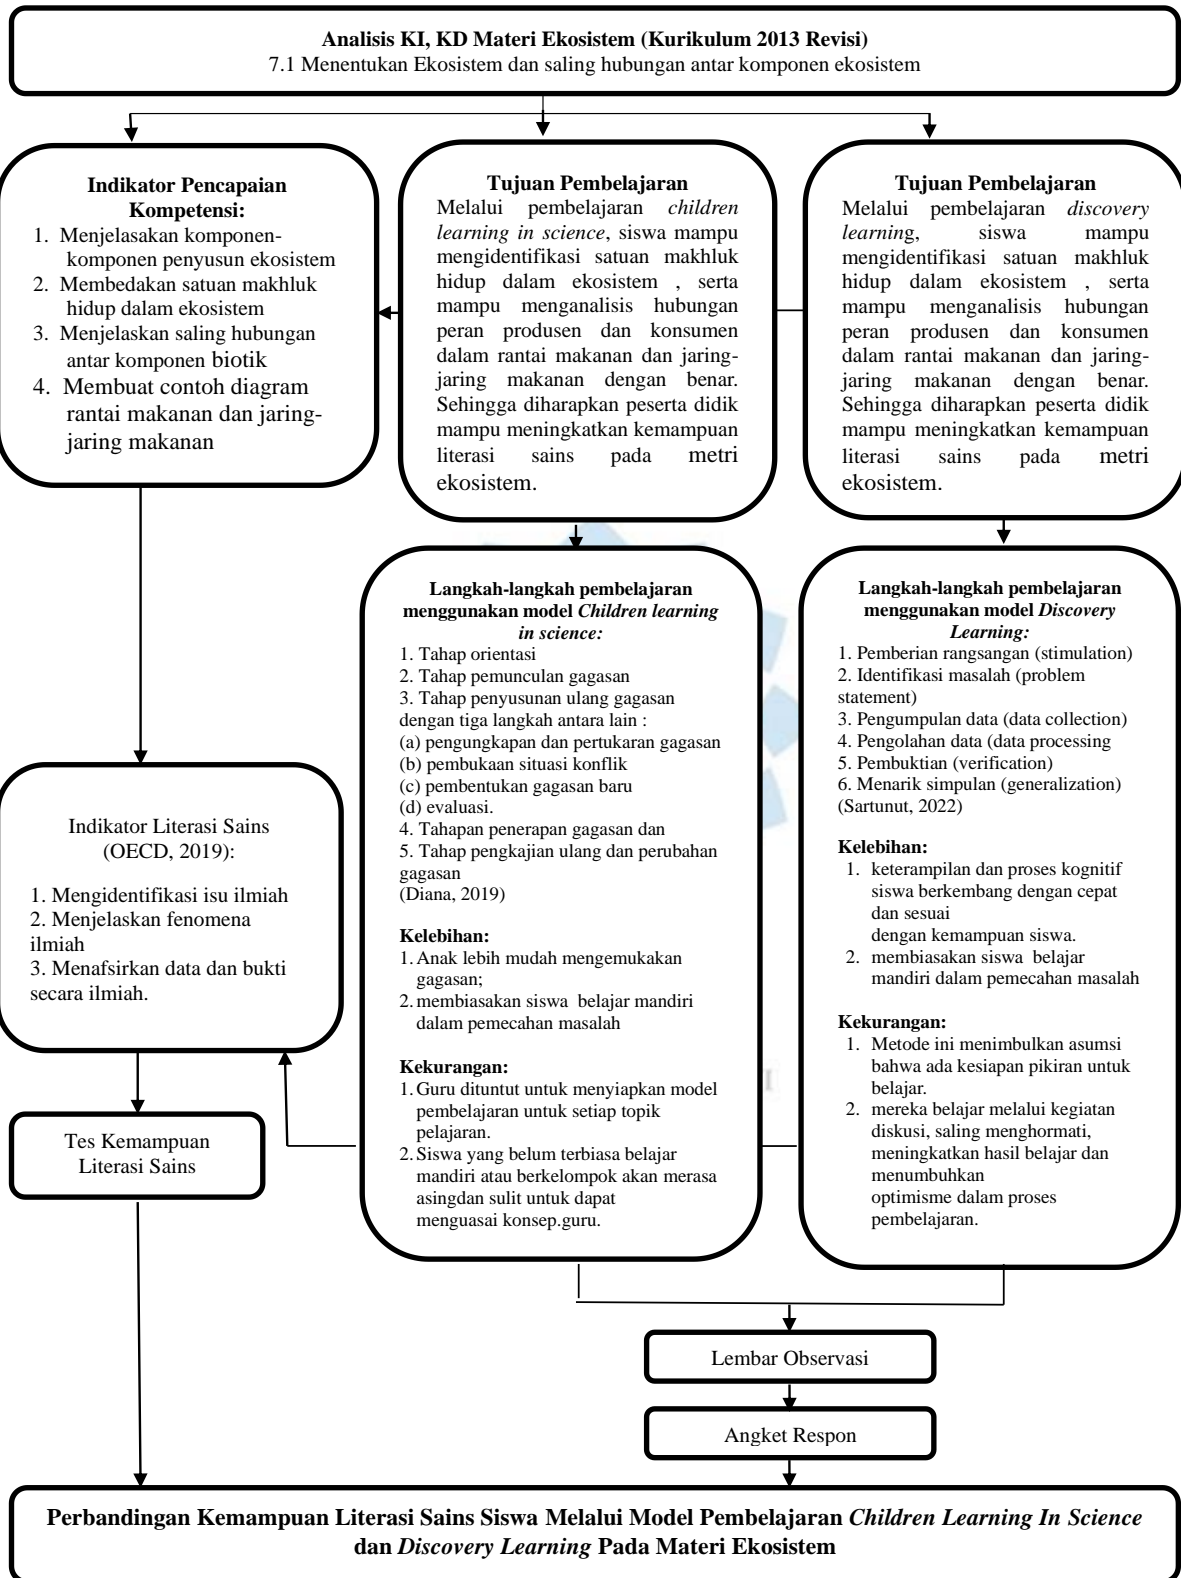 Analisis KI, KD Materi Ekosistem (Kurikulum 2013 Revisi)
7.1 Menentukan Ekosistem dan saling hubungan antar komponen ekosistem
Indikator Pencapaian
Kompetensi:
1. Menjelasakan komponen-
komponen penyusun ekosistem
2. Membedakan satuan makhluk
hidup dalam ekosistem
3. Menjelaskan saling hubungan
antar komponen biotik
4. Membuat contoh diagram
rantai makanan dan jaring-
jaring makanan
Tujuan Pembelajaran
Melalui pembelajaran children
learning in science, siswa mampu
mengidentifikasi satuan makhluk
hidup dalam ekosistem , serta
mampu menganalisis hubungan
peran produsen dan konsumen
dalam rantai makanan dan jaring-
jaring makanan dengan benar.
Sehingga diharapkan peserta didik
mampu meningkatkan kemampuan
literasi sains pada metri
ekosistem.
Tujuan Pembelajaran
Melalui pembelajaran discovery
learning, siswa mampu
mengidentifikasi satuan makhluk
hidup dalam ekosistem , serta
mampu menganalisis hubungan
peran produsen dan konsumen
dalam rantai makanan dan jaring-
jaring makanan dengan benar.
Sehingga diharapkan peserta didik
mampu meningkatkan kemampuan
literasi sains pada metri
ekosistem.
Langkah-langkah pembelajaran
menggunakan model Children learning
in science:
1. Tahap orientasi
2. Tahap pemunculan gagasan
3. Tahap penyusunan ulang gagasan
dengan tiga langkah antara lain :
(a) pengungkapan dan pertukaran gagasan
(b) pembukaan situasi konflik
(c) pembentukan gagasan baru
(d) evaluasi.
4. Tahapan penerapan gagasan dan
5. Tahap pengkajian ulang dan perubahan
gagasan
(Diana, 2019)
Kelebihan:
1. Anak lebih mudah mengemukakan
gagasan;
2. membiasakan siswa belajar mandiri
dalam pemecahan masalah
Kekurangan:
1. Guru dituntut untuk menyiapkan model
pembelajaran untuk setiap topik
pelajaran.
2. Siswa yang belum terbiasa belajar
mandiri atau berkelompok akan merasa
asingdan sulit untuk dapat
menguasai konsep.guru.
Langkah-langkah pembelajaran
menggunakan model Discovery
Learning:
1. Pemberian rangsangan (stimulation)
2. Identifikasi masalah (problem
statement)
3. Pengumpulan data (data collection)
4. Pengolahan data (data processing
5. Pembuktian (verification)
6. Menarik simpulan (generalization)
(Sartunut, 2022)
Kelebihan:
1. keterampilan dan proses kognitif
siswa berkembang dengan cepat
dan sesuai
dengan kemampuan siswa.
2. membiasakan siswa belajar
mandiri dalam pemecahan masalah
Kekurangan:
1. Metode ini menimbulkan asumsi
bahwa ada kesiapan pikiran untuk
belajar.
2. mereka belajar melalui kegiatan
diskusi, saling menghormati,
meningkatkan hasil belajar dan
menumbuhkan
optimisme dalam proses
pembelajaran.
Indikator Literasi Sains
(OECD, 2019):
1. Mengidentifikasi isu ilmiah
2. Menjelaskan fenomena
ilmiah
3. Menafsirkan data dan bukti
secara ilmiah.
Tes Kemampuan
Literasi Sains
Lembar Observasi
Angket Respon
Perbandingan Kemampuan Literasi Sains Siswa Melalui Model Pembelajaran Children Learning In Science
dan Discovery Learning Pada Materi Ekosistem